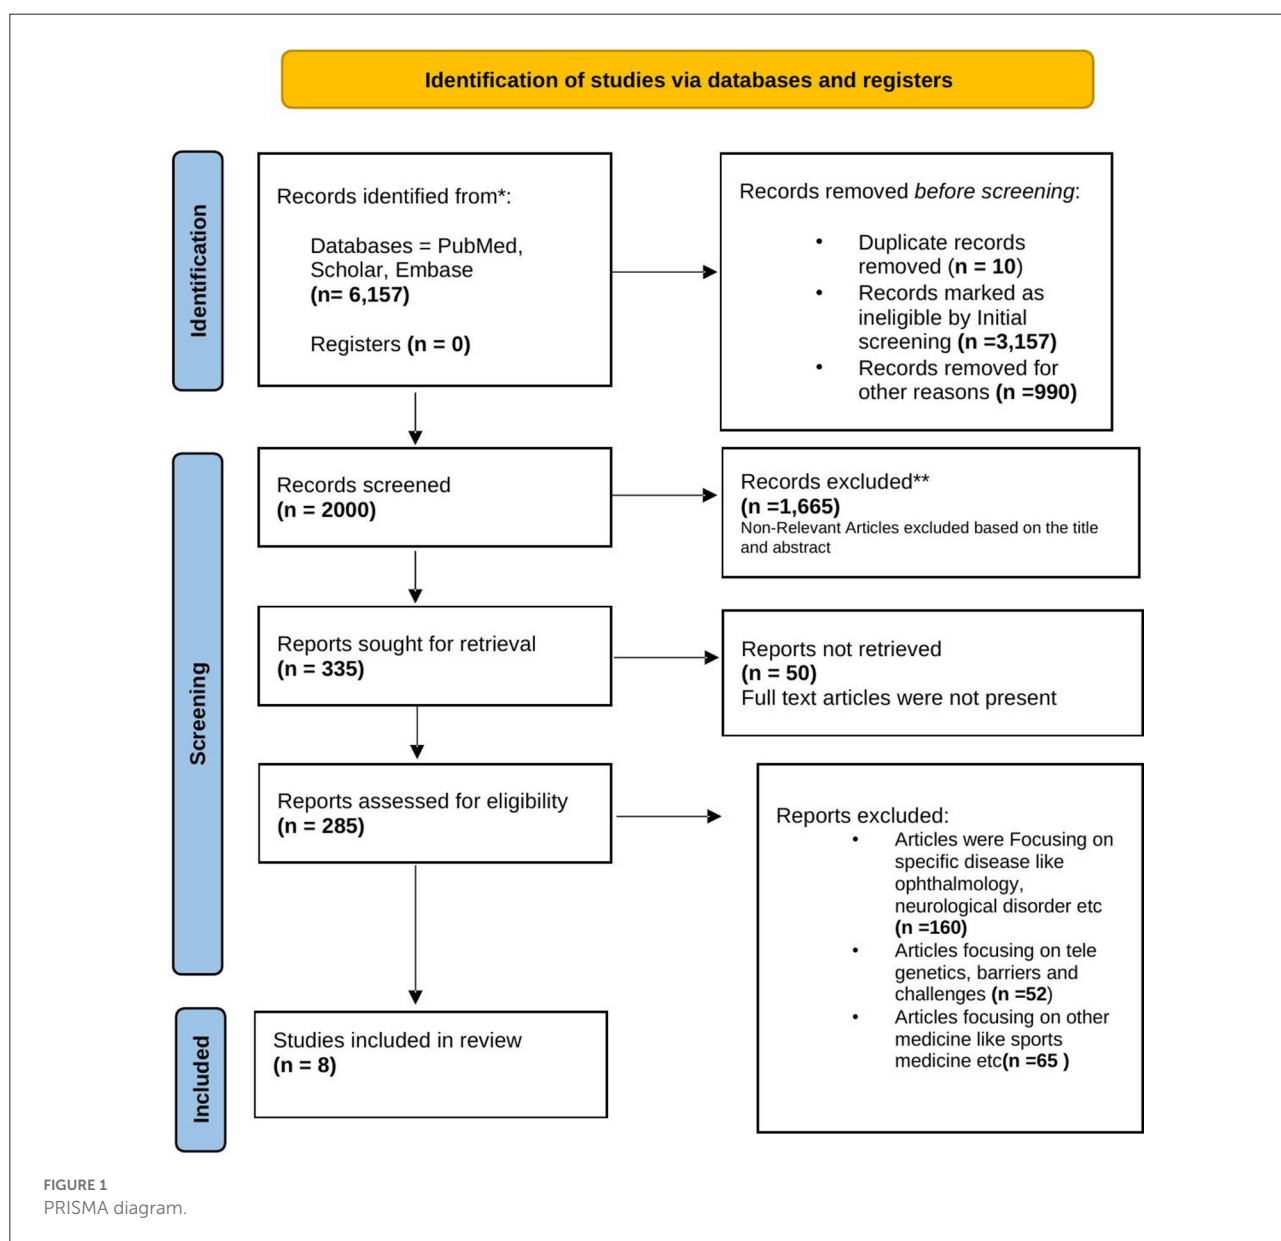 Identification of studies via databases and registers
Identification
Records identified from*:
Databases = PubMed,
Scholar, Embase
(n= 6,157)
Registers (n = 0)
Records removed before screening:
• Duplicate records
removed (n = 10)
• Records marked as
ineligible by Initial
screening (n =3,157)
• Records removed for
other reasons (n =990)
Screening
Records screened
(n = 2000)
Records excluded**
(n =1,665)
Non-Relevant Articles excluded based on the title
and abstract
Reports sought for retrieval
(n = 335)
Reports not retrieved
(n = 50)
Full text articles were not present
Reports assessed for eligibility
(n = 285)
Reports excluded:
• Articles were Focusing on
specific disease like
ophthalmology,
neurological disorder etc
(n =160)
• Articles focusing on tele
genetics, barriers and
challenges (n =52)
• Articles focusing on other
medicine like sports
medicine etc(n =65 )
Included
Studies included in review
(n = 8)
FIGURE 1
PRISMA diagram.